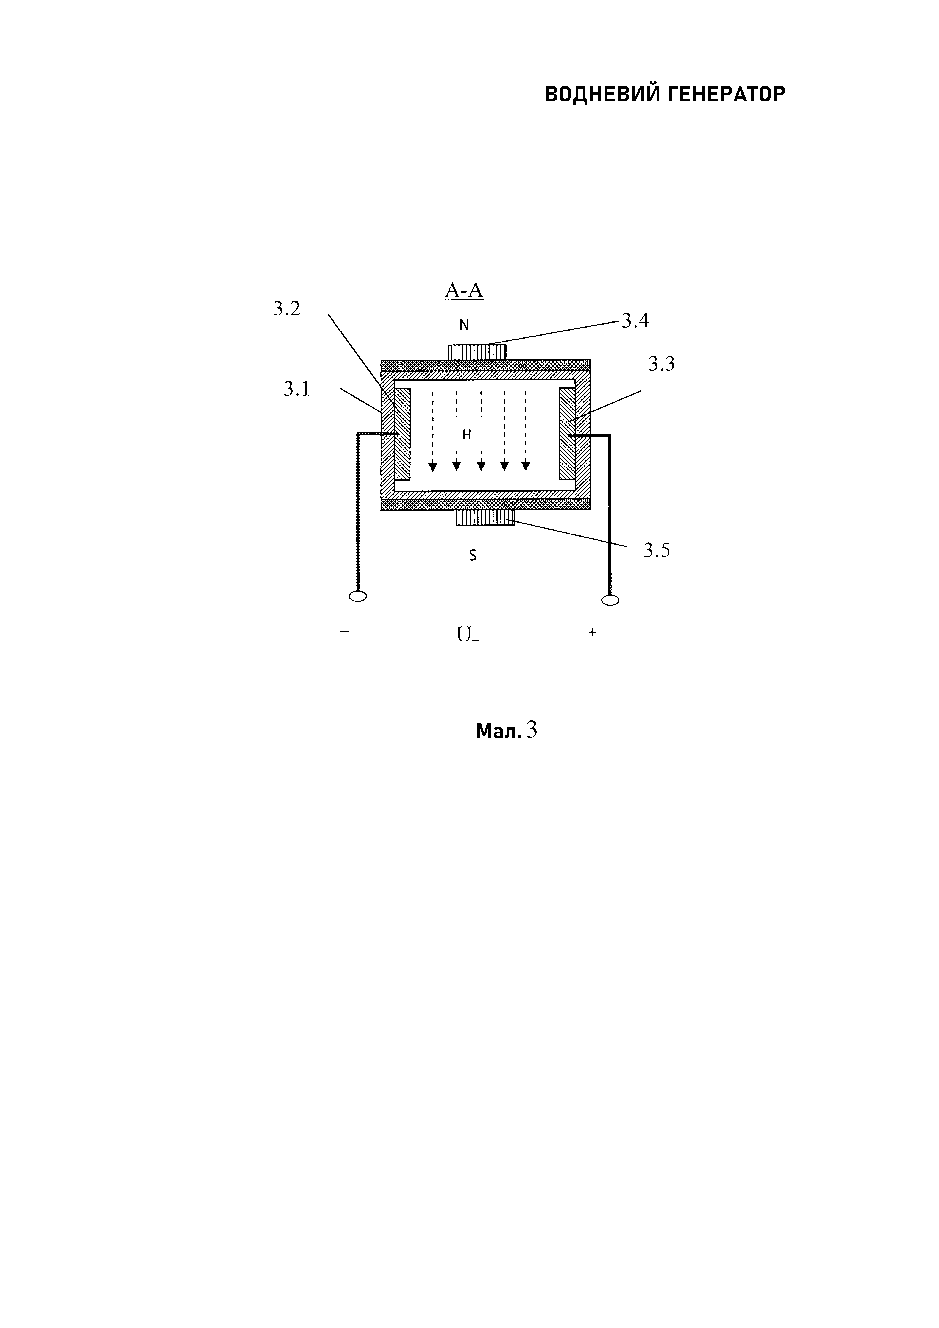 ВОДНЕВИЙ ГЕНЕРАТОР
А-А
3.2
N
3.4
3.3
3.1
H
3.5
S
– U_ +
Мал. 3